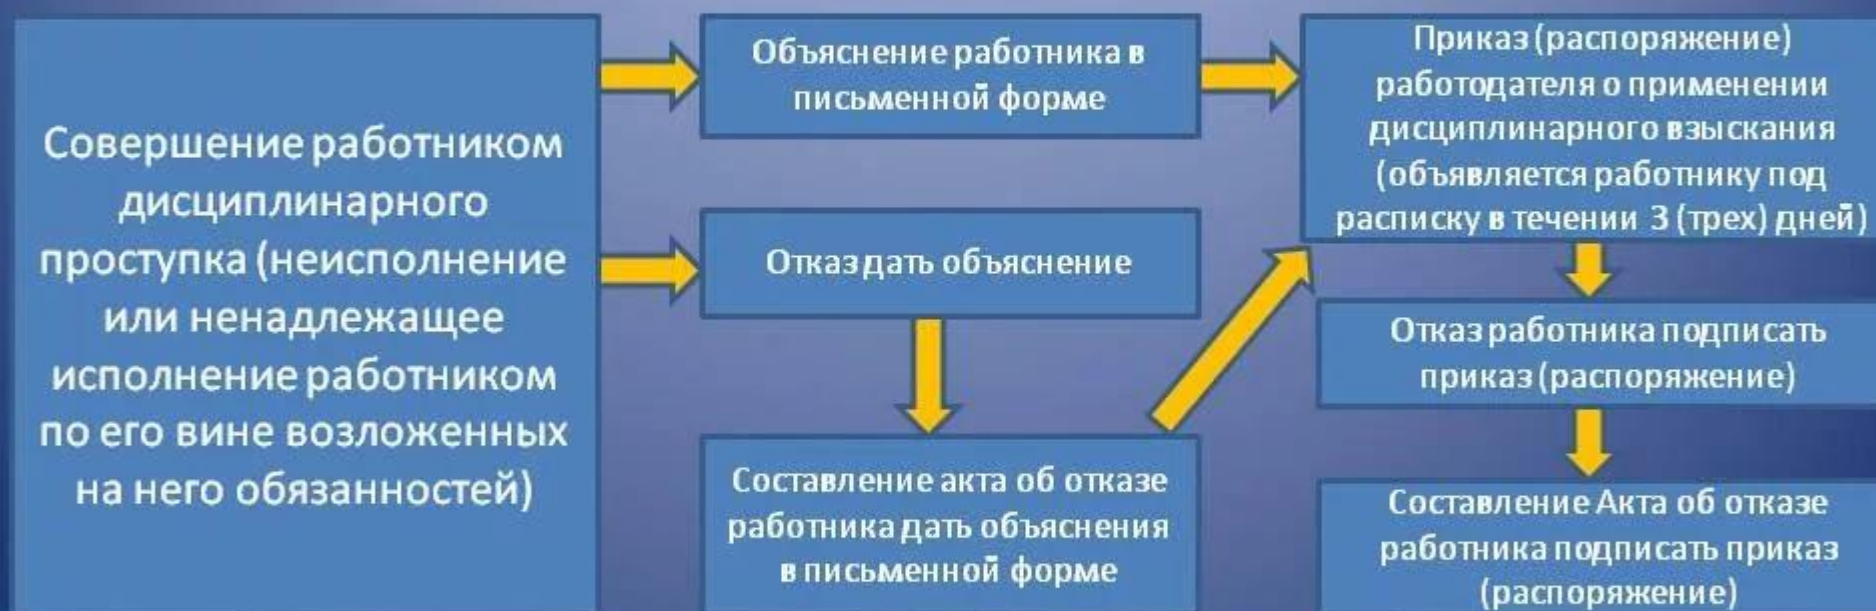 Совершение работником
дисциплинарного
проступка (неисполнение
или ненадлежащее
исполнение работником
по его вине возложенных
на него обязанностей)
Объяснение работника в
письменной форме
Отказ дать объяснение
Составление акта об отказе
работника дать объяснения
в письменной форме
Приказ (распоряжение)
работодателя о применении
дисциплинарного взыскания
(объявляется работнику под
расписку в течении 3 (трех) дней)
Отказ работника подписать
приказ (распоряжение)
Составление Акта об отказе
работника подписать приказ
(распоряжение)